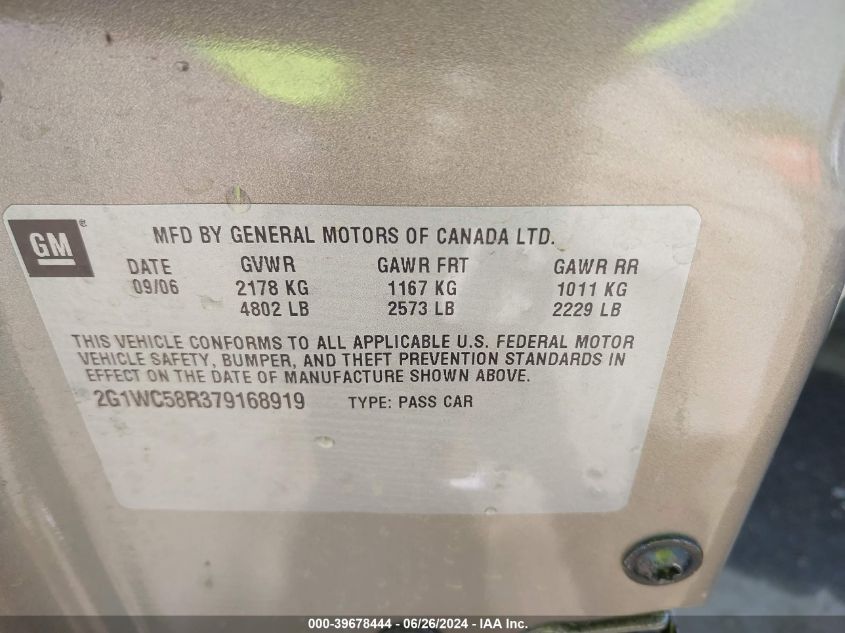 GM®
MFD BY GENERAL MOTORS OF CANADA LTD.
DATE GVWR GAWR FRT GAWR RR
09/06 2178 KG 1167 KG 1011 KG
4802 LB 2573 LB 2229 LB
THIS VEHICLE CONFORMS TO ALL APPLICABLE U.S. FEDERAL MOTOR
VEHICLE SAFETY, BUMPER, AND THEFT PREVENTION STANDARDS IN
EFFECT ON THE DATE OF MANUFACTURE SHOWN ABOVE.
2G1WC58R379168919 TYPE: PASS CAR
000-39678444 - 06/26/2024 - IAA Inc.